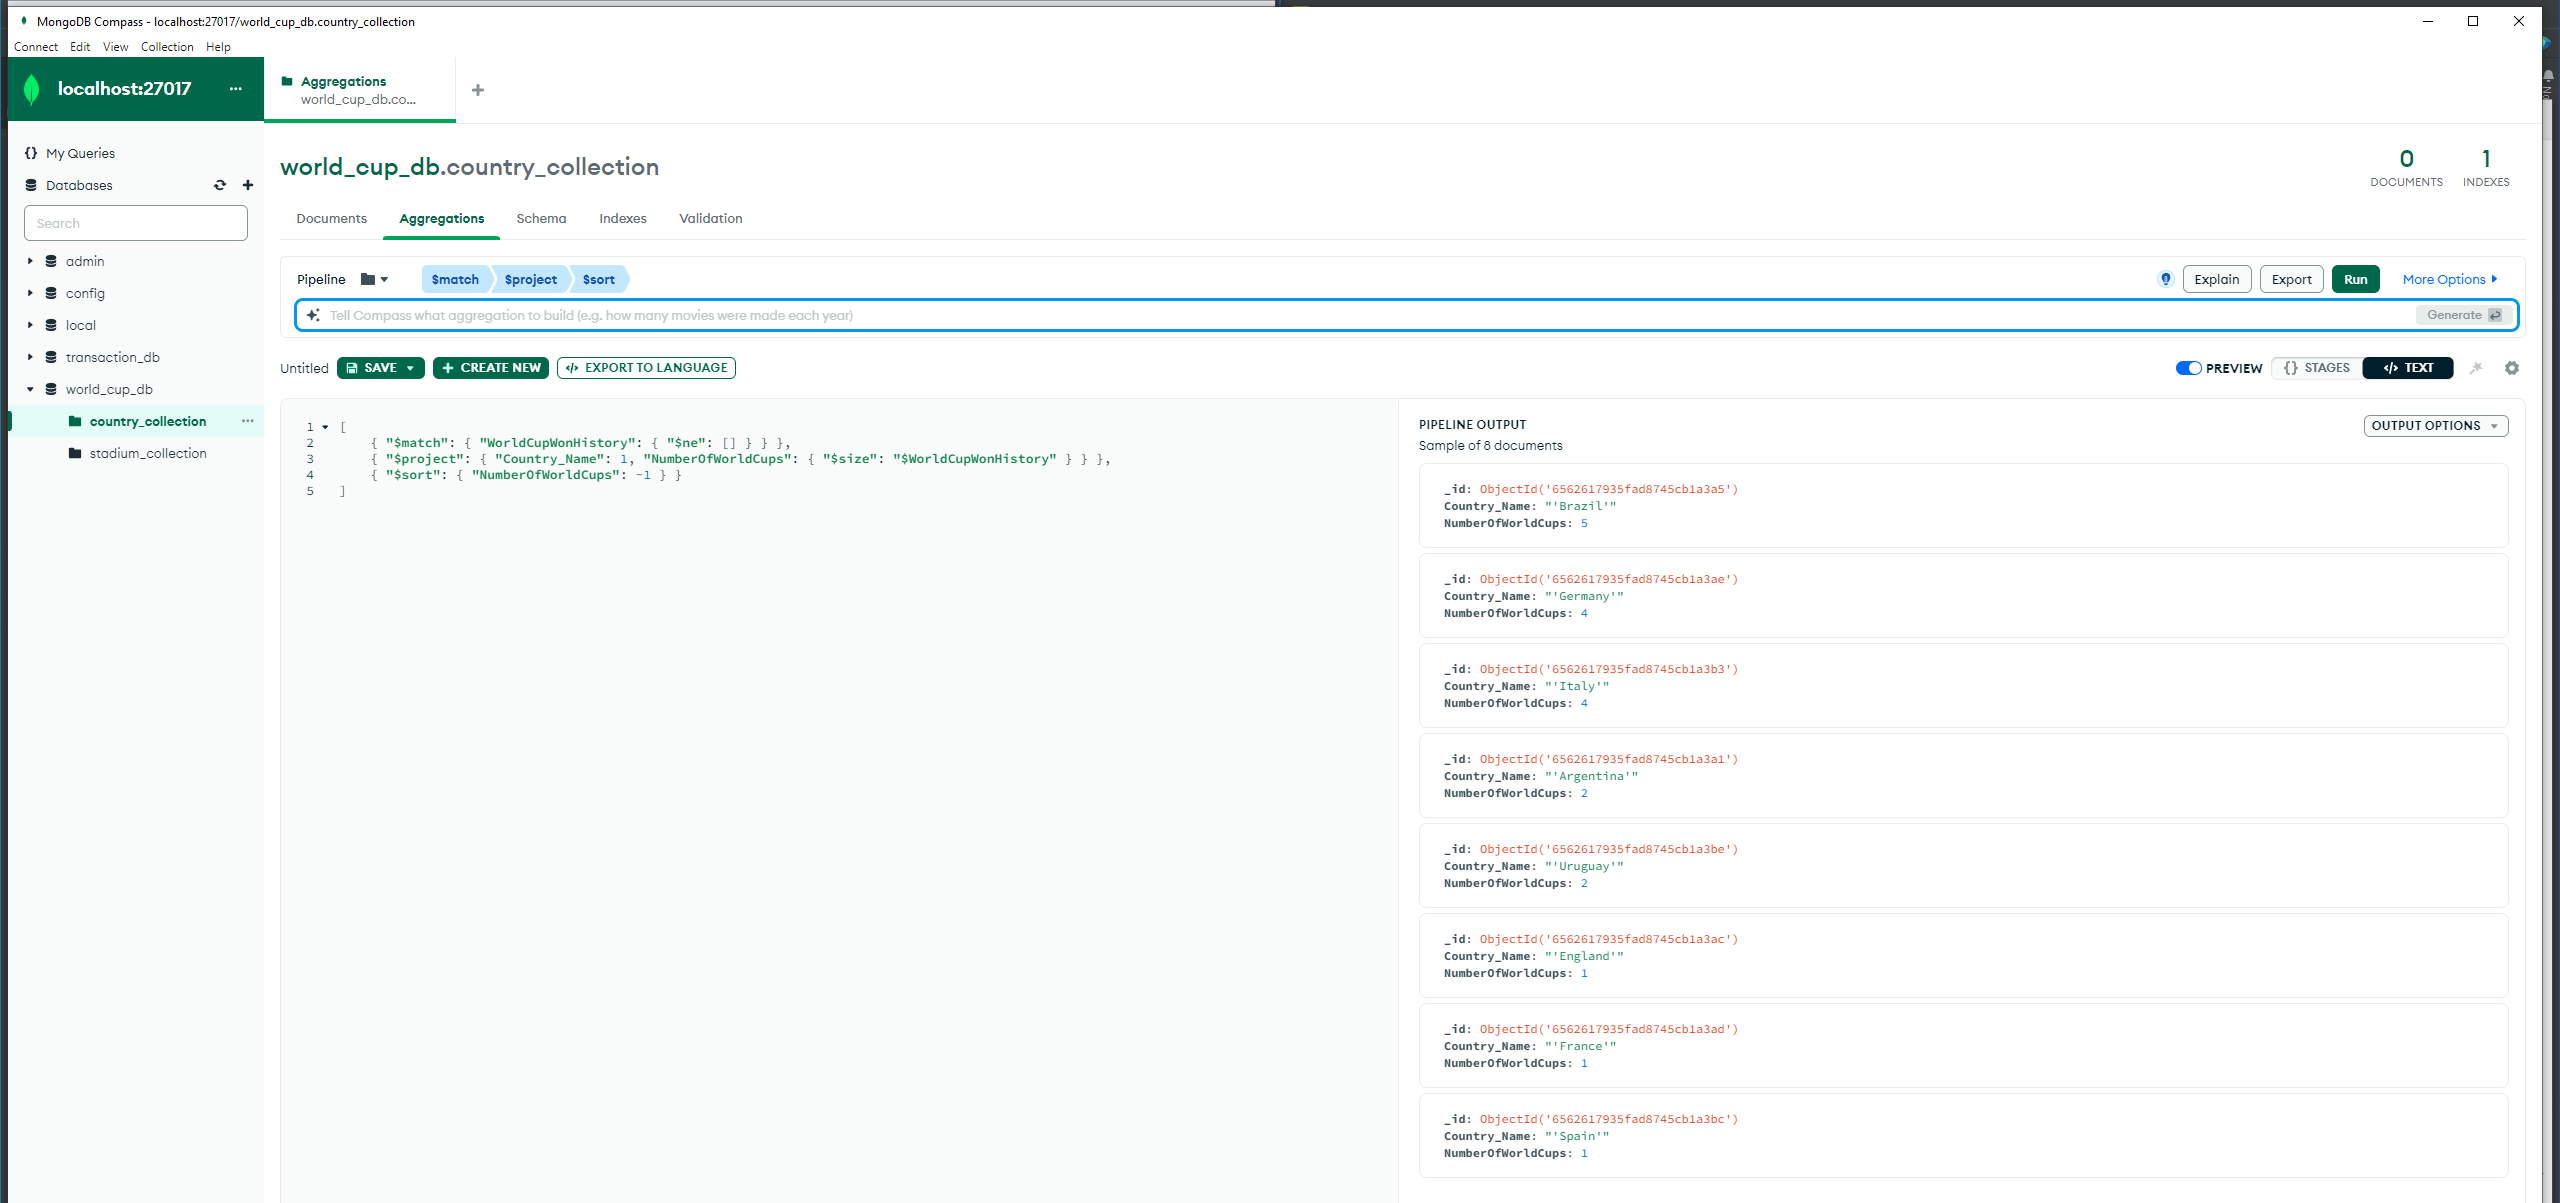 MongoDB Compass - localhost:27017/world_cup_db.country_collection
Connect Edit View Collection Help
localhost:27017 ...
Aggregations
world_cup_db.co...
My Queries
Databases
Search
admin
config
local
transaction_db
world_cup_db
country_collection
stadium_collection
world_cup_db.country_collection
0
DOCUMENTS
1
INDEXES
Documents Aggregations Schema Indexes Validation
Pipeline $match $project $sort Explain Export Run More Options
Tell Compass what aggregation to build (e.g. how many movies were made each year) Generate
Untitled SAVE + CREATE NEW </> EXPORT TO LANGUAGE PREVIEW {} STAGES </> TEXT
1 [
2 { "$match": { "WorldCupWonHistory": { "$ne": [] } } },
3 { "$project": { "Country_Name": 1, "NumberOfWorldCups": { "$size": "$WorldCupWonHistory" } } },
4 { "$sort": { "NumberOfWorldCups": -1 } }
5 ]
PIPELINE OUTPUT
Sample of 8 documents
OUTPUT OPTIONS
_id: ObjectId('6562617935fad8745cb1a3a5')
Country_Name: "'Brazil'"
NumberOfWorldCups: 5
_id: ObjectId('6562617935fad8745cb1a3ae')
Country_Name: "'Germany'"
NumberOfWorldCups: 4
_id: ObjectId('6562617935fad8745cb1a3b3')
Country_Name: "'Italy'"
NumberOfWorldCups: 4
_id: ObjectId('6562617935fad8745cb1a3a1')
Country_Name: "'Argentina'"
NumberOfWorldCups: 2
_id: ObjectId('6562617935fad8745cb1a3be')
Country_Name: "'Uruguay'"
NumberOfWorldCups: 2
_id: ObjectId('6562617935fad8745cb1a3ac')
Country_Name: "'England'"
NumberOfWorldCups: 1
_id: ObjectId('6562617935fad8745cb1a3ad')
Country_Name: "'France'"
NumberOfWorldCups: 1
_id: ObjectId('6562617935fad8745cb1a3bc')
Country_Name: "'Spain'"
NumberOfWorldCups: 1